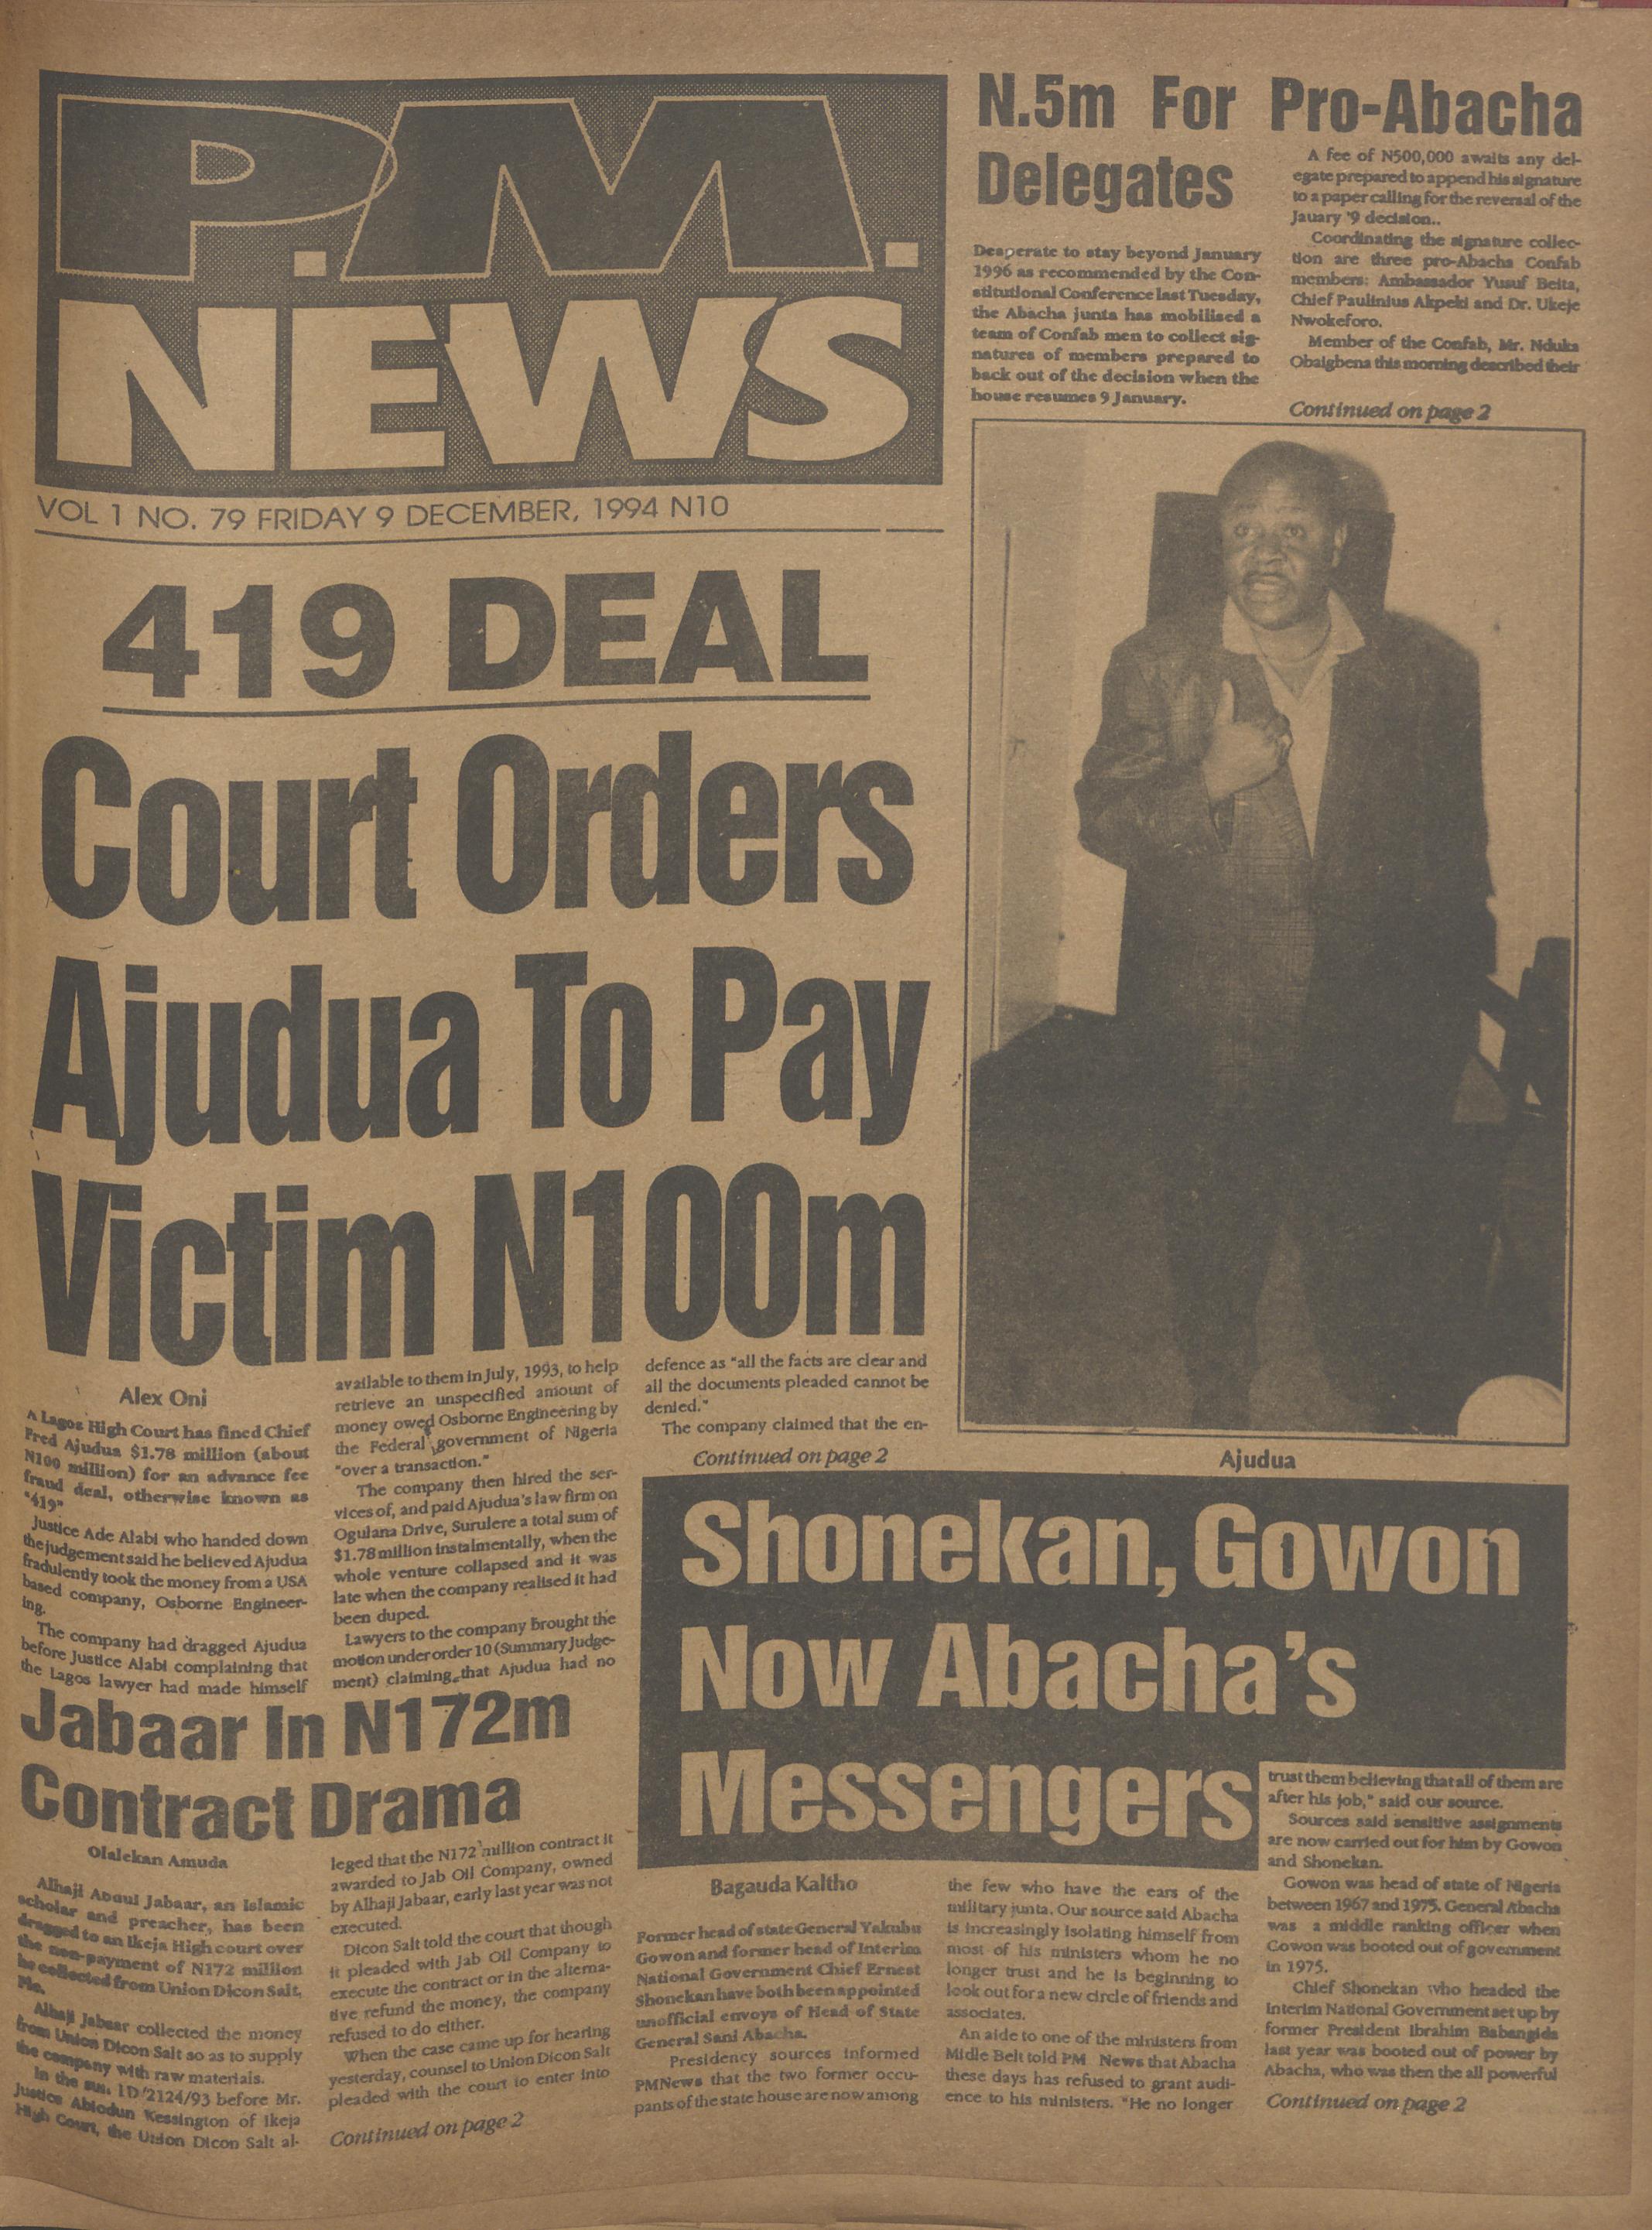 P.M.
NEWS
VOL 1 NO. 79 FRIDAY 9 DECEMBER, 1994 N10
N.5m For Pro-Abacha
Delegates
Desperate to stay beyond January
1996 as recommended by the Con-
stitutional Conference last Tuesday,
the Abacha junta has mobilised a
team of Confab men to collect sig-
natures of members prepared to
back out of the decision when the
house resumes 9 January.
A fee of N500,000 awaits any del-
egate prepared to append his signature
to a paper calling for the reversal of the
Jauary '9 decision..
Coordinating the signature collec-
tion are three pro-Abacha Confab
members: Ambassador Yusuf Beita,
Chief Paulinius Akpeki and Dr. Ukeje
Nwokeforo.
Member of the Confab, Mr. Nduka
Obaigbena this morning described their
Continued on page 2
419 DEAL
Court Orders
Ajudua To Pay
Victim N100m
Alex Oni
A Lagos High Court has fined Chief
Fred Ajudua $1.78 million (about
N100 million) for an advance fee
fraud deal, otherwise known as
"419"
Justice Ade Alabi who handed down
the judgement said he believed Ajudua
fradulently took the money from a USA
based company, Osborne Engineer-
ing.
The company had dragged Ajudua
before Justice Alabi complaining that
the Lagos lawyer had made himself
available to them in July, 1993, to help
retrieve an unspecified amount of
money owed Osborne Engineering by
the Federal government of Nigeria
"over a transaction."
The company then hired the ser-
vices of, and paid Ajudua's law firm on
Ogulana Drive, Surulere a total sum of
$1.78 million instalmentally, when the
whole venture collapsed and it was
late when the company realised it had
been duped.
Lawyers to the company brought the
motion under order 10 (Summary Judge-
ment) claiming that Ajudua had no
defence as "all the facts are clear and
all the documents pleaded cannot be
denied."
The company claimed that the en-
Continued on page 2
Ajudua
Jabaar In N172m
Contract Drama
Olalekan Amuda
Alhaji Abdul Jabaar, an Islamic
scholar and preacher, has been
dragged to an Ikeja High court over
the non-payment of N172 million
he collected from Union Dicon Salt,
Plc.
Alhaji Jabaar collected the money
from Union Dicon Salt so as to supply
the company with raw materials.
In the suit 1D/2124/93 before Mr.
Justice Abiodun Kessington of Ikeja
High Court, the Union Dicon Salt al-
leged that the N172 million contract it
awarded to Jab Oil Company, owned
by Alhaji Jabaar, early last year was not
executed.
Dicon Salt told the court that though
it pleaded with Jab Oil Company to
execute the contract or in the alterna-
tive refund the money, the company
refused to do either.
When the case came up for hearing
yesterday, counsel to Union Dicon Salt
pleaded with the court to enter into
Continued on page 2
Shonekan, Gowon
Now Abacha's
Messengers
Bagauda Kaltho
Former head of state General Yakubu
Gowon and former head of Interim
National Government Chief Ernest
Shonekan have both been appointed
unofficial envoys of Head of State
General Sani Abacha.
Presidency sources informed
PMNews that the two former occu-
pants of the state house are now among
the few who have the ears of the
military junta. Our source said Abacha
is increasingly isolating himself from
most of his ministers whom he no
longer trust and he is beginning to
look out for a new circle of friends and
associates.
An aide to one of the ministers from
Midle Belt told PM News that Abacha
these days has refused to grant audi-
ence to his ministers. "He no longer
trust them believing that all of them are
after his job," said our source.
Sources said sensitive assignments
are now carried out for him by Gowon
and Shonekan.
Gowon was head of state of Nigeria
between 1967 and 1975. General Abacha
was a middle ranking officer when
Gowon was booted out of government
in 1975.
Chief Shonekan who headed the
Interim National Government set up by
former President Ibrahim Babangida
last year was booted out of power by
Abacha, who was then the all powerful
Continued on page 2